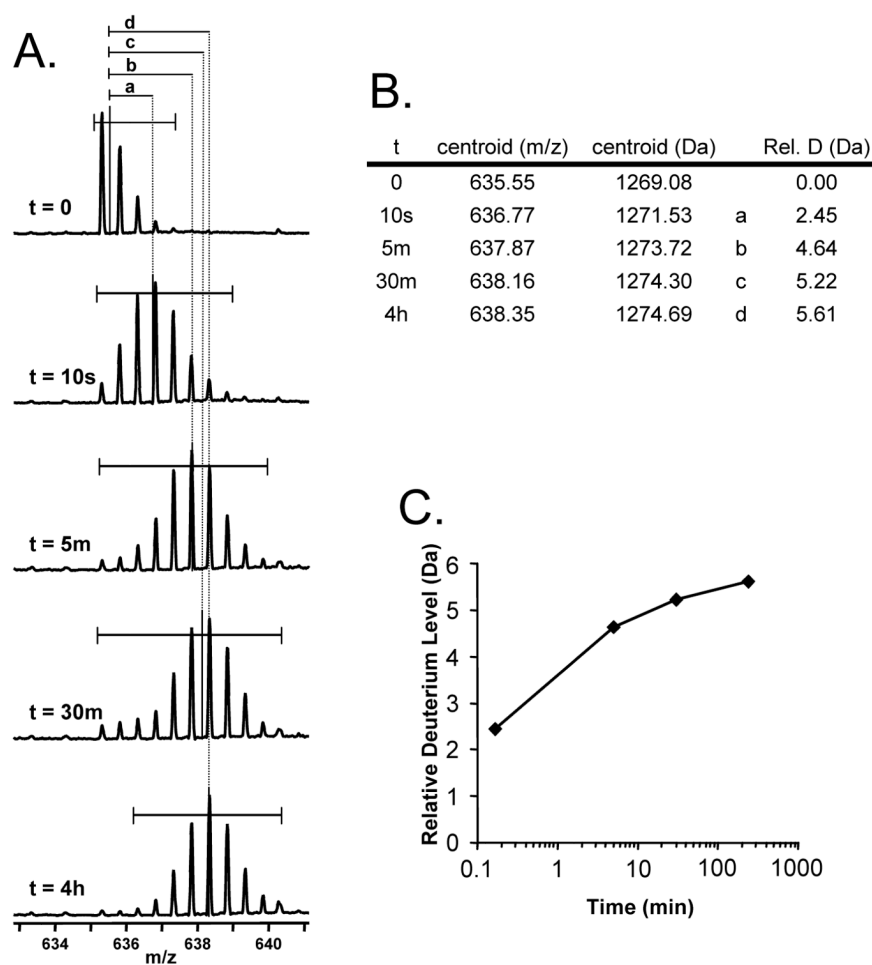 A.
d
c
b
a
t = 0
t = 10s
t = 5m
t = 30m
t = 4h
634 636 638 640
m/z
B.
t centroid (m/z) centroid (Da) Rel. D (Da)
0 635.55 1269.08 0.00
10s 636.77 1271.53 a 2.45
5m 637.87 1273.72 b 4.64
30m 638.16 1274.30 c 5.22
4h 638.35 1274.69 d 5.61
C.
Relative Deuterium Level (Da)
6
5
4
3
2
1
0
0.1 1 10 100 1000
Time (min)